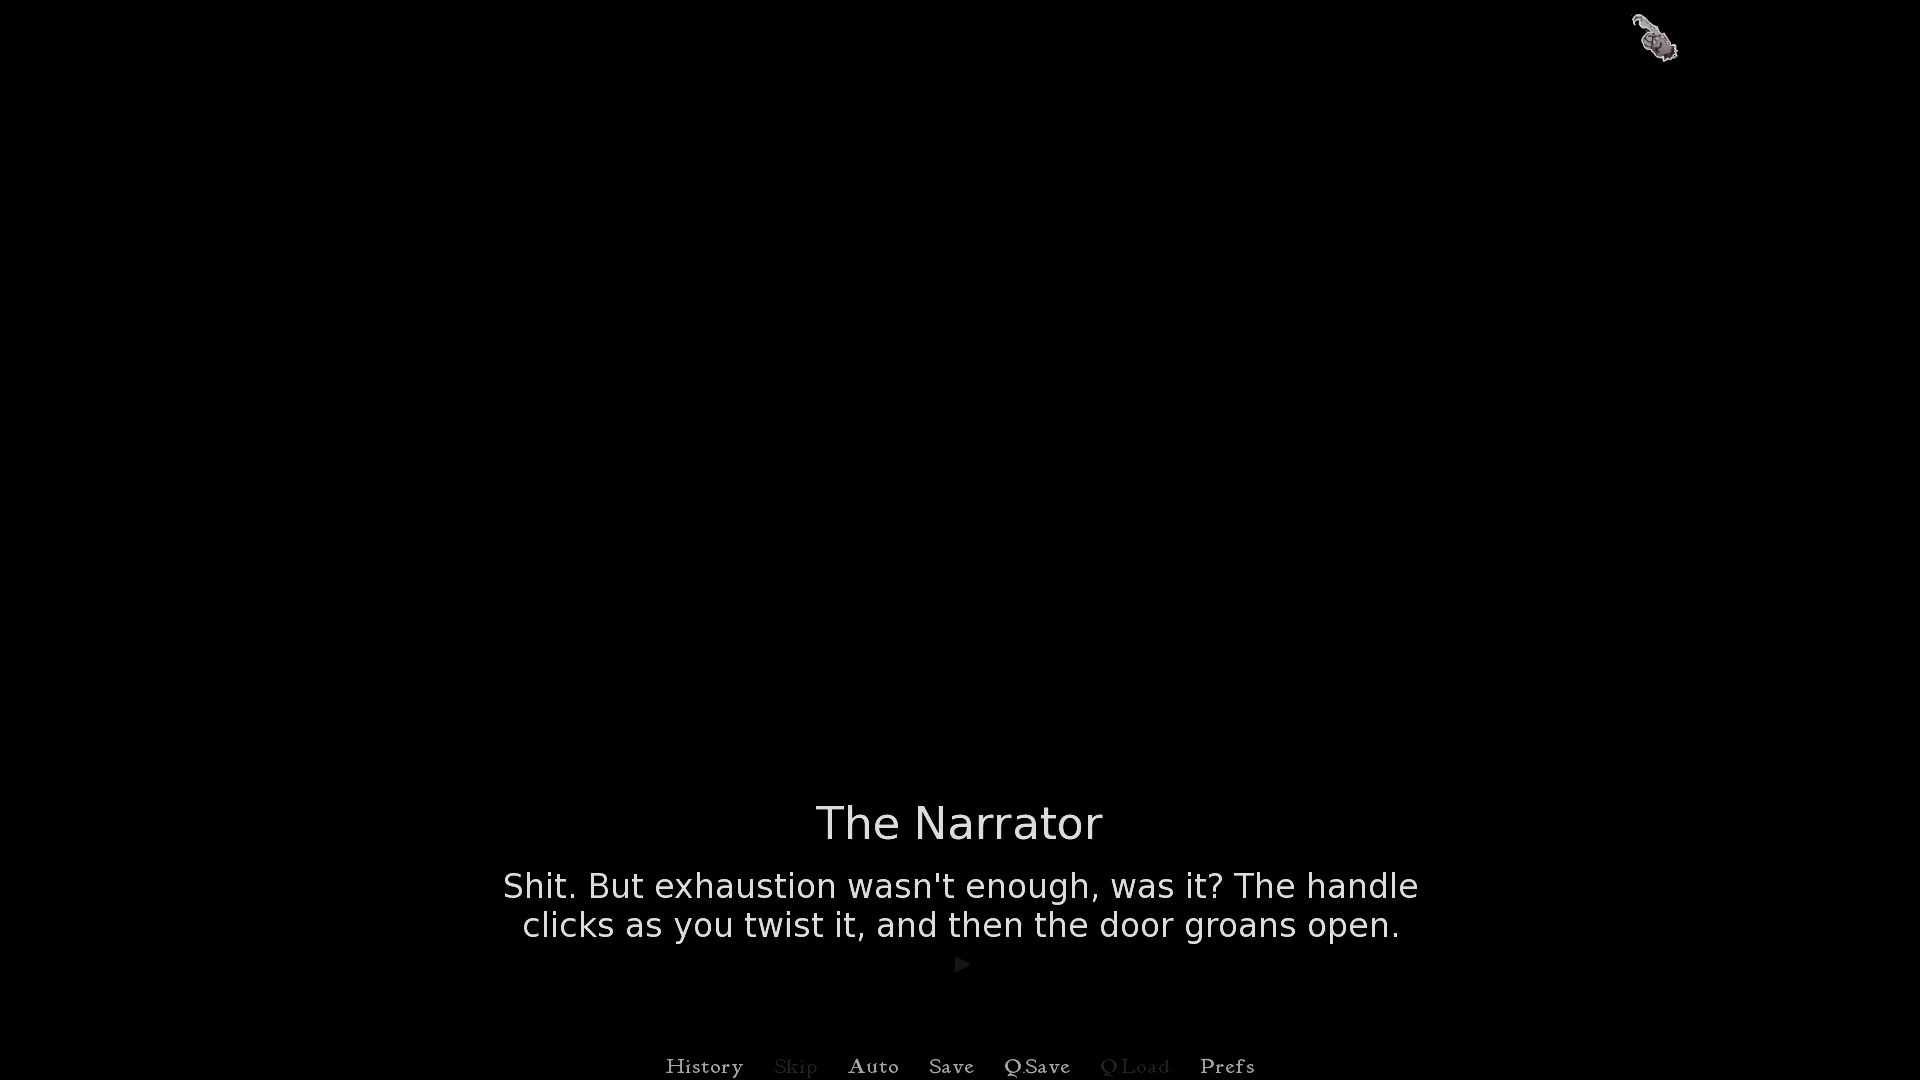 The Narrator
Shit. But exhaustion wasn't enough, was it? The handle
clicks as you twist it, and then the door groans open.
History Skip Auto Save Q.Save Q.Load Prefs